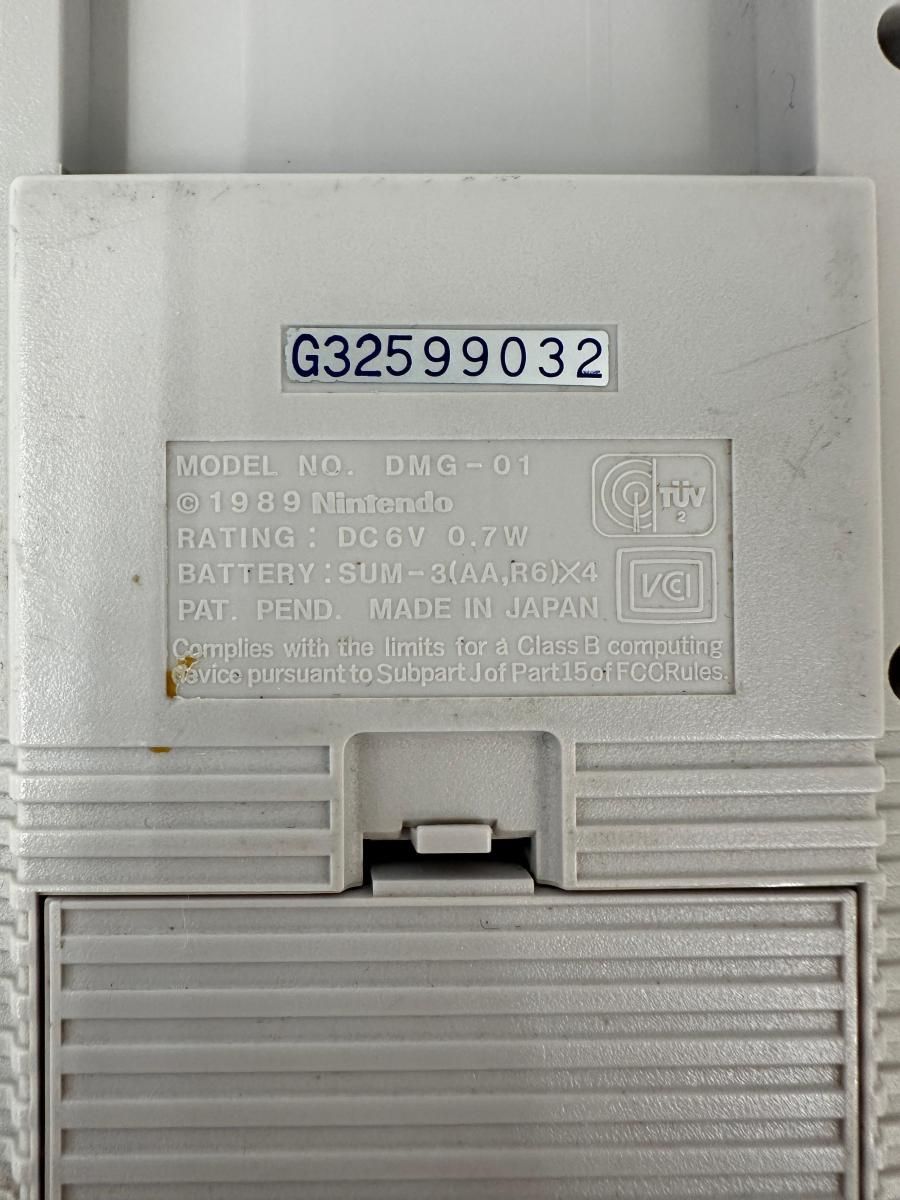 G32599032
MODEL NO. DMG-01
©1989 Nintendo
TÜV
2
RATING: DC6V 0.7W
BATTERY:SUM-3(AA,R6)×4
VCI
PAT. PEND. MADE IN JAPAN
Complies with the limits for a Class B computing
device pursuant to Subpart J of Part 15 of FCC Rules.